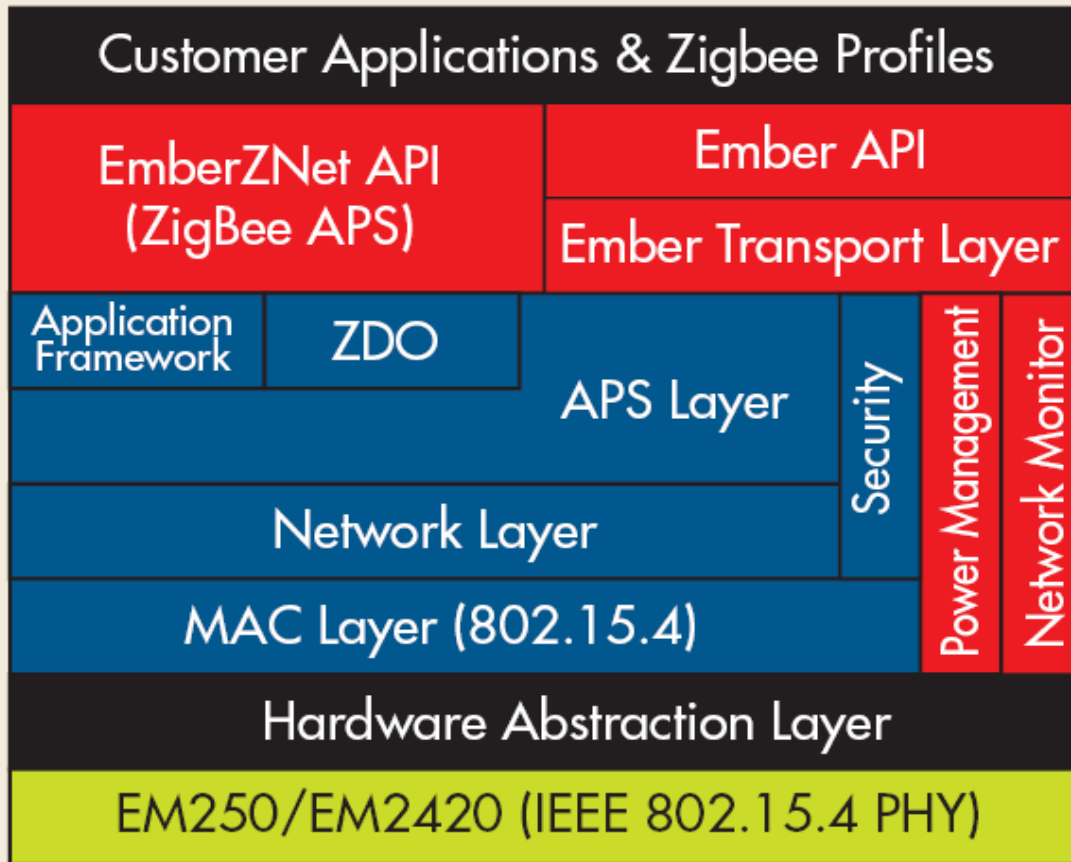 Customer Applications & Zigbee Profiles
EmberZNet API
(ZigBee APS)
Ember API
Ember Transport Layer
Application
Framework
ZDO
APS Layer
Security
Power Management
Network Monitor
Network Layer
MAC Layer (802.15.4)
Hardware Abstraction Layer
EM250/EM2420 (IEEE 802.15.4 PHY)